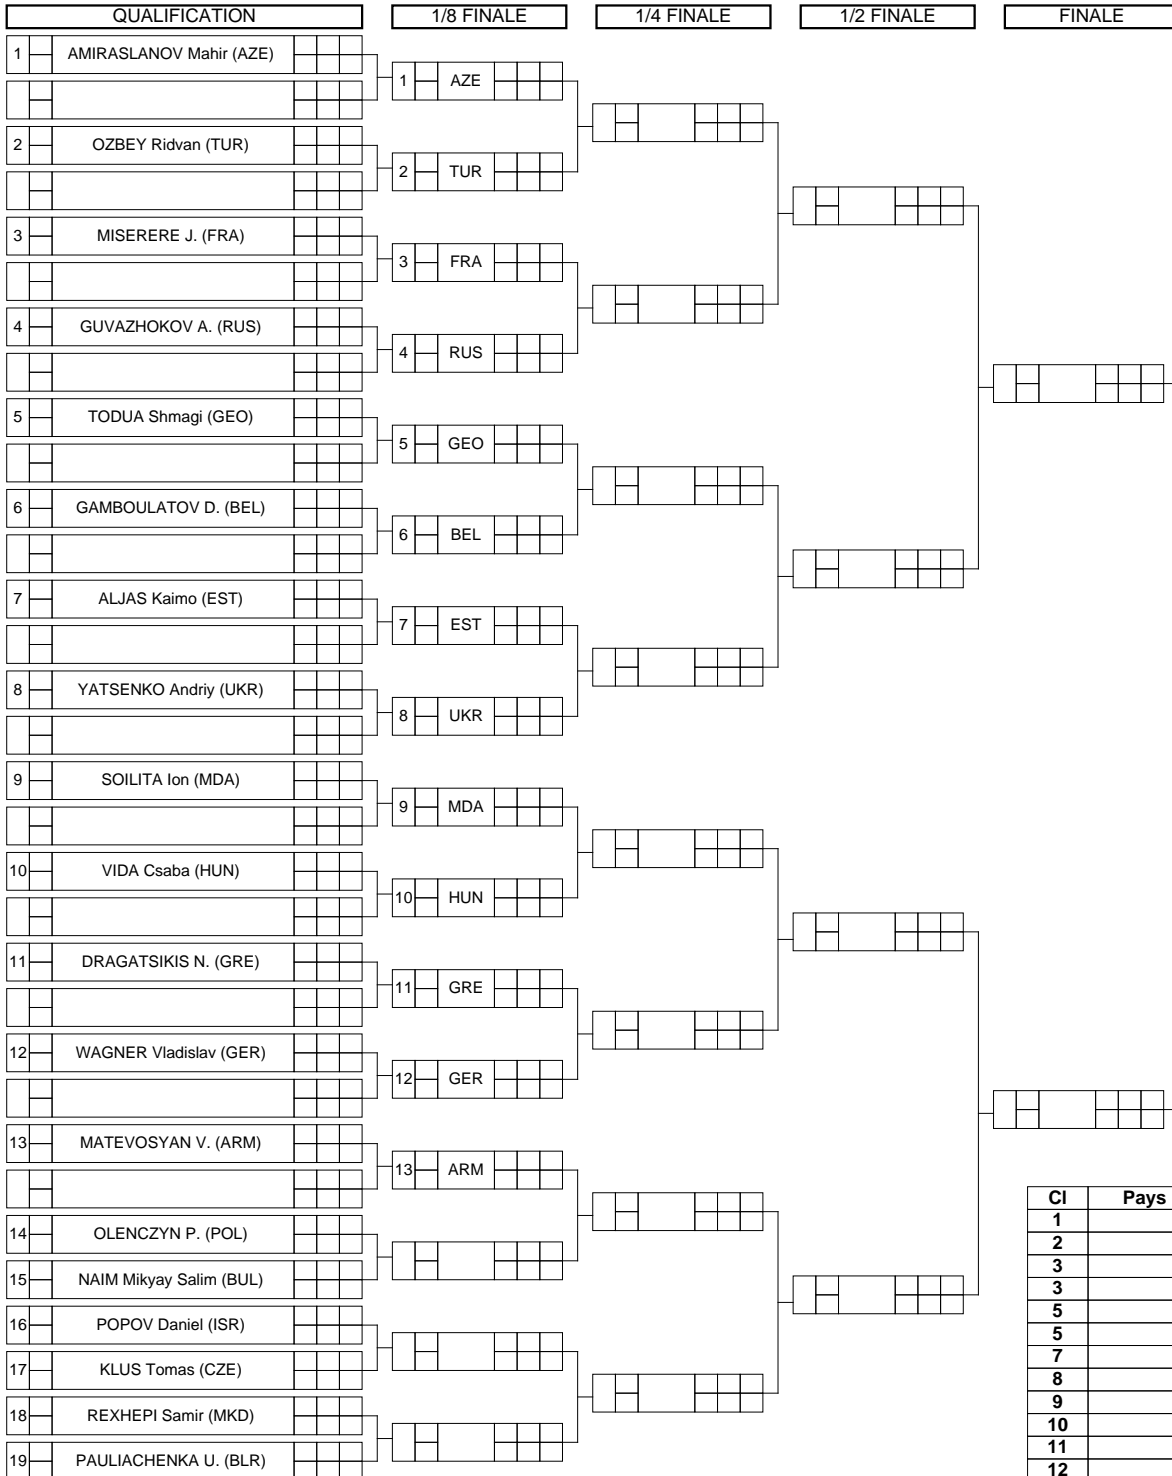 QUALIFICATION 1/8 FINALE 1/4 FINALE 1/2 FINALE FINALE
1 AMIRASLANOV Mahir (AZE)
1 AZE
2 OZBEY Ridvan (TUR)
2 TUR
3 MISERERE J. (FRA)
3 FRA
4 GUVAZHOKOV A. (RUS)
4 RUS
5 TODUA Shmagi (GEO)
5 GEO
6 GAMBOULATOV D. (BEL)
6 BEL
7 ALJAS Kaimo (EST)
7 EST
8 YATSENKO Andriy (UKR)
8 UKR
9 SOILITA Ion (MDA)
9 MDA
10 VIDA Csaba (HUN)
10 HUN
11 DRAGATSIKIS N. (GRE)
11 GRE
12 WAGNER Vladislav (GER)
12 GER
13 MATEVOSYAN V. (ARM)
13 ARM
14 OLENCZYN P. (POL)
15 NAIM Mikyay Salim (BUL)
16 POPOV Daniel (ISR)
17 KLUS Tomas (CZE)
18 REXHEPI Samir (MKD)
19 PAULIACHENKA U. (BLR)
Cl Pays
1
2
3
3
5
5
7
8
9
10
11
12